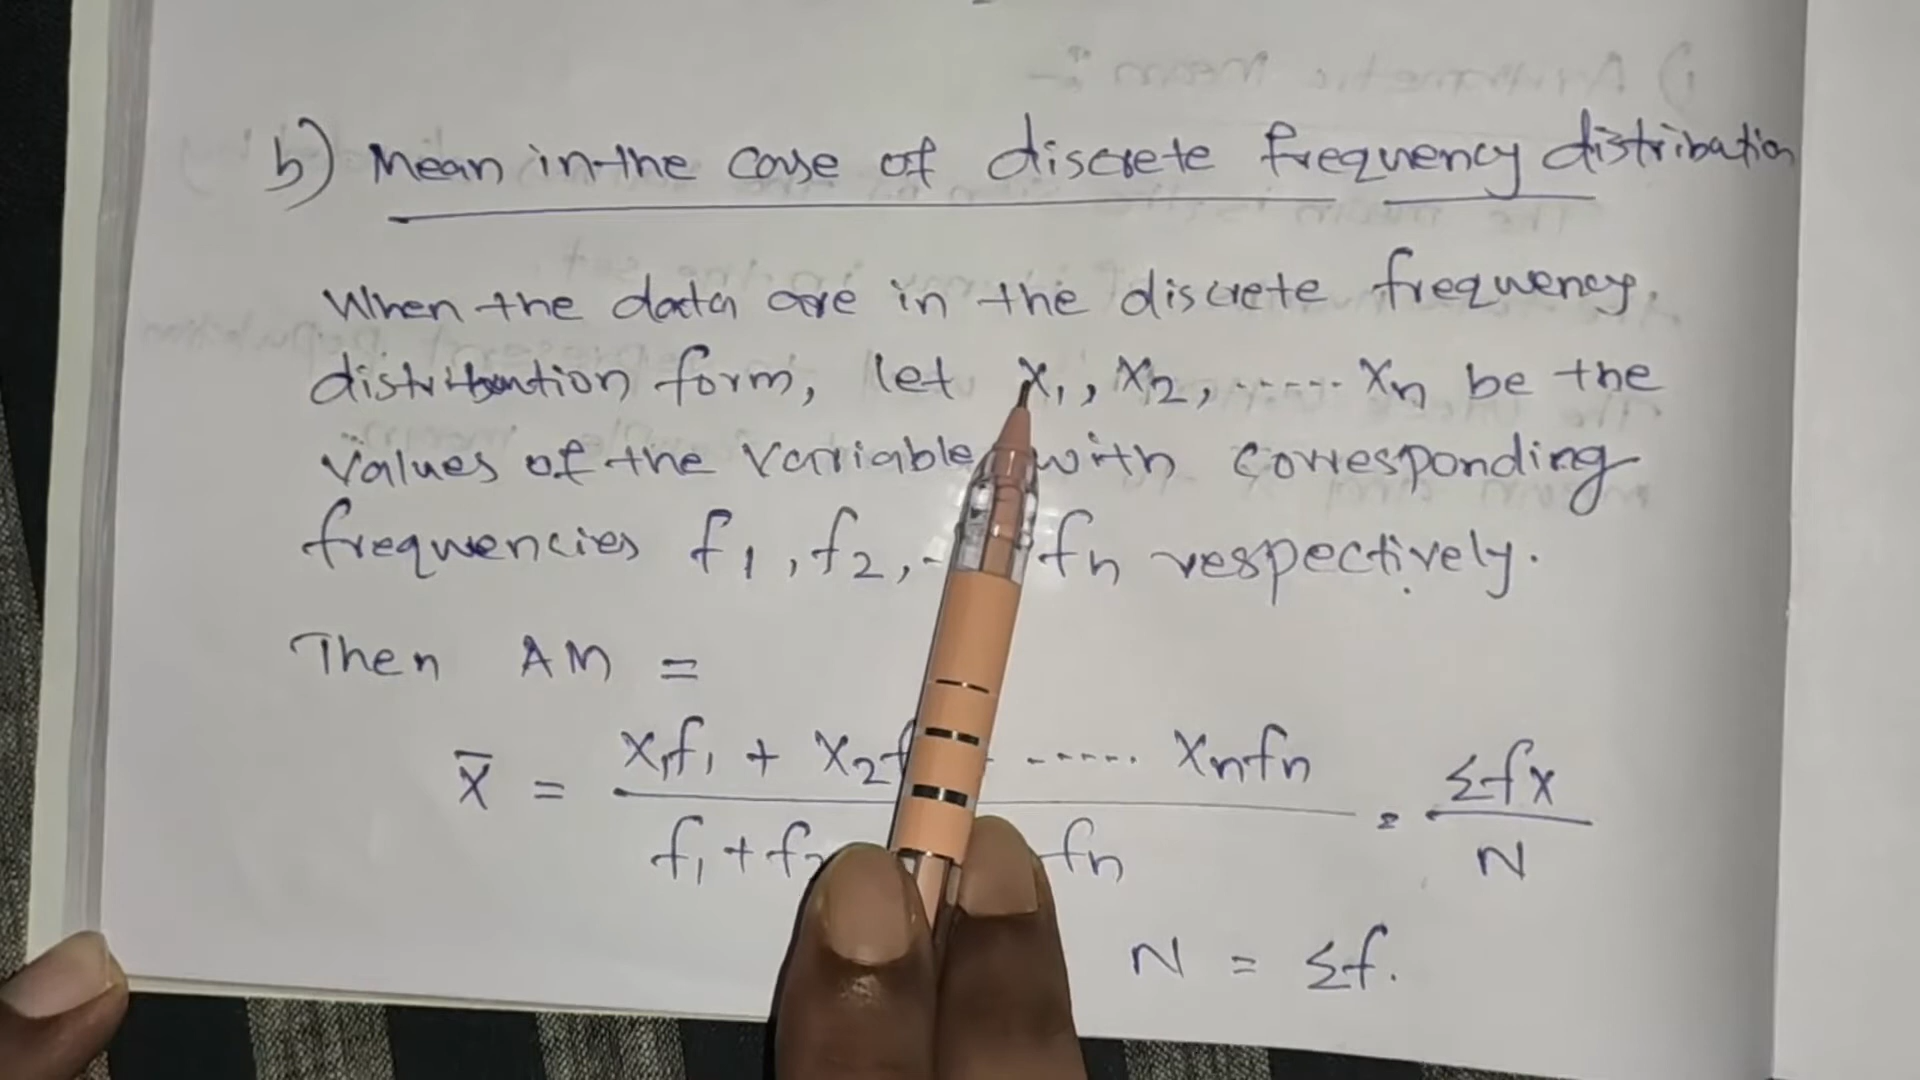 b) Mean in the case of discrete frequency distribution
When the data are in the discrete frequency
distribution form, let x₁, x₂, ..... xₙ be the
values of the variable with corresponding
frequencies f₁, f₂, - fₙ respectively.
Then AM =
x̄ = x₁f₁ + x₂f ..... xₙfₙ / f₁ + f₂ fₙ = Σfx / N
N = Σf.